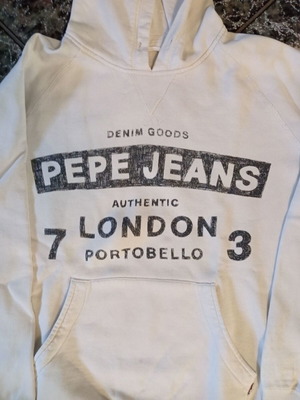 DENIM GOODS
PEPE JEANS
AUTHENTIC
7 LONDON 3
PORTOBELLO